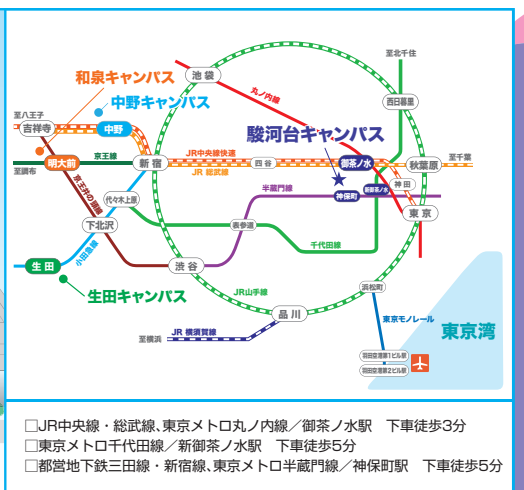 至北千住
池袋
和泉キャンパス
丸ノ内線
西日暮里
中野キャンパス
至八王子
吉祥寺
中野
駿河台キャンパス
JR中央線快速
御茶ノ水
京王線
明大前
新宿
四谷
秋葉原
至千葉
至調布
JR 総武線
神田
新御茶ノ水
京王井の頭線
代々木上原
半蔵門線
神保町
東京
下北沢
表参道
小田急線
千代田線
生田
渋谷
生田キャンパス
JR山手線
浜松町
品川
東京モノレール
東京湾
至横浜
JR 横須賀線
羽田空港第1ビル駅
羽田空港第2ビル駅
□JR中央線・総武線、東京メトロ丸ノ内線／御茶ノ水駅 下車徒歩3分
□東京メトロ千代田線／新御茶ノ水駅 下車徒歩5分
□都営地下鉄三田線・新宿線、東京メトロ半蔵門線／神保町駅 下車徒歩5分